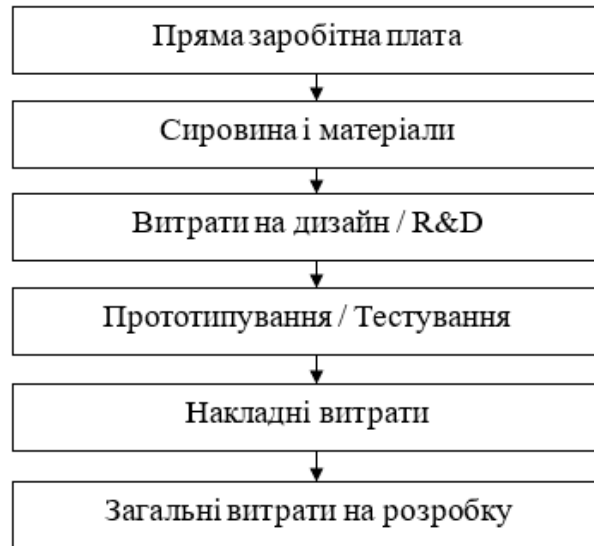 Пряма заробітна плата
Сировина і матеріали
Витрати на дизайн / R&D
Прототипування / Тестування
Накладні витрати
Загальні витрати на розробку